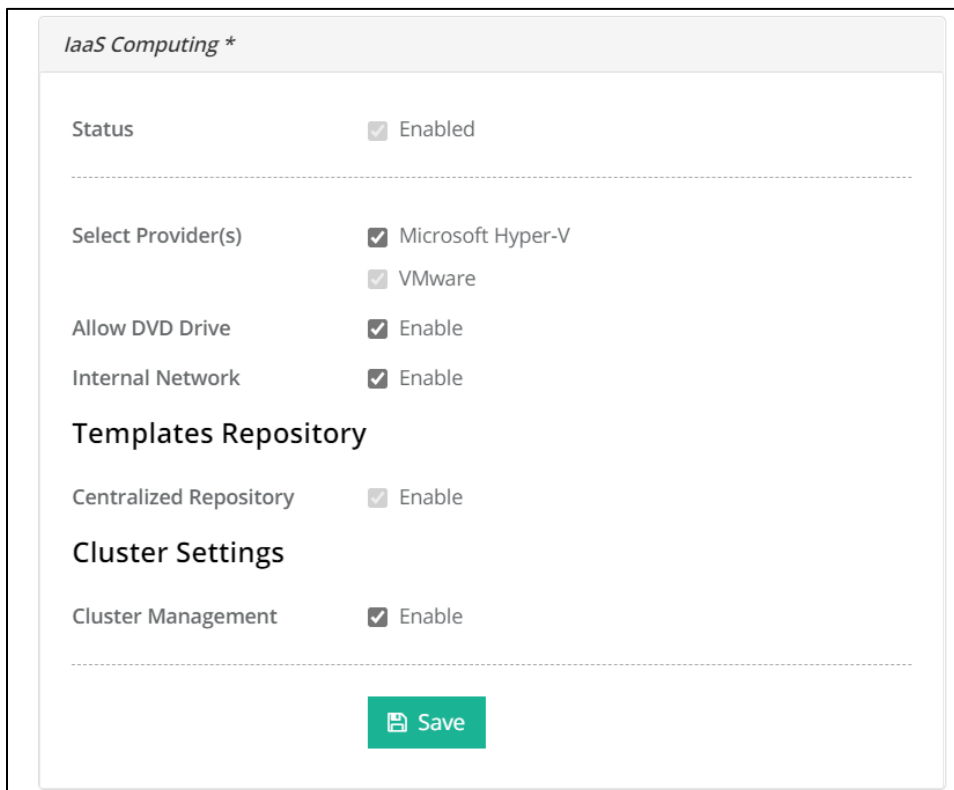 IaaS Computing *
Status Enabled
Select Provider(s) Microsoft Hyper-V
VMware
Allow DVD Drive Enable
Internal Network Enable
Templates Repository
Centralized Repository Enable
Cluster Settings
Cluster Management Enable
Save